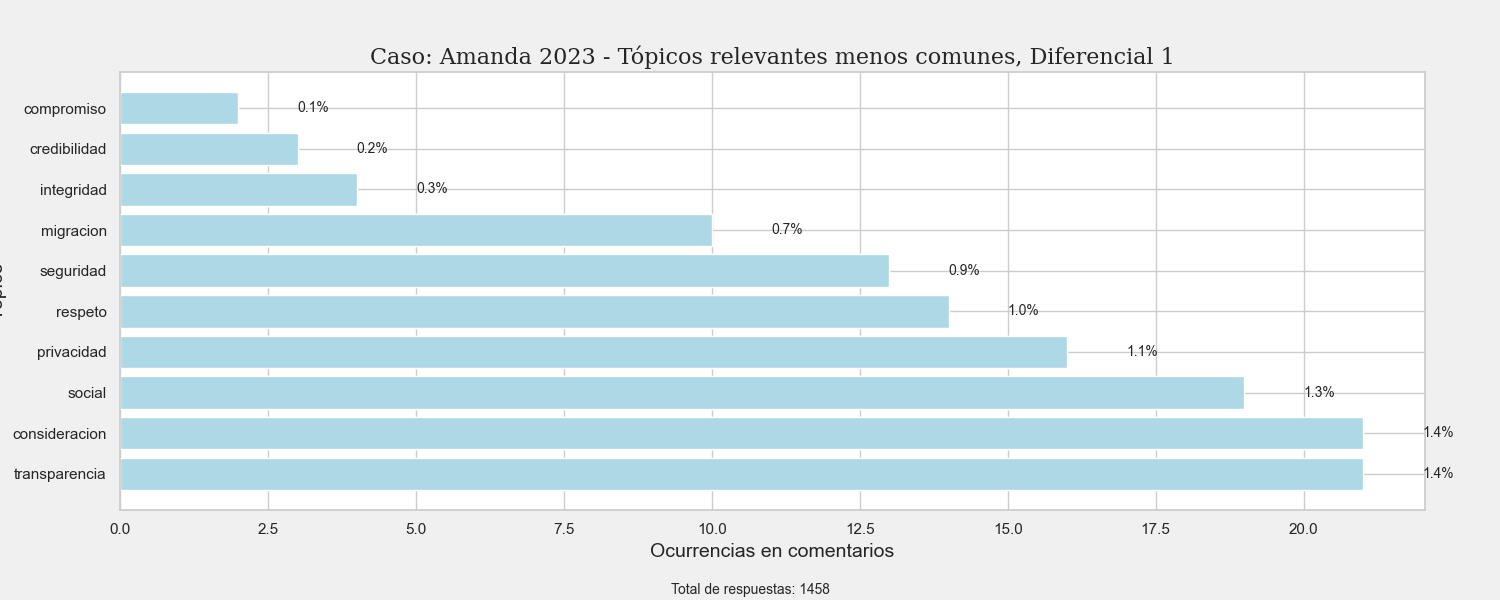 Caso: Amanda 2023 - Tópicos relevantes menos comunes, Diferencial 1
compromiso 0.1%
credibilidad 0.2%
integridad 0.3%
migracion 0.7%
seguridad 0.9%
respeto 1.0%
privacidad 1.1%
social 1.3%
consideracion 1.4%
transparencia 1.4%
0.0 2.5 5.0 7.5 10.0 12.5 15.0 17.5 20.0
Ocurrencias en comentarios
Total de respuestas: 1458